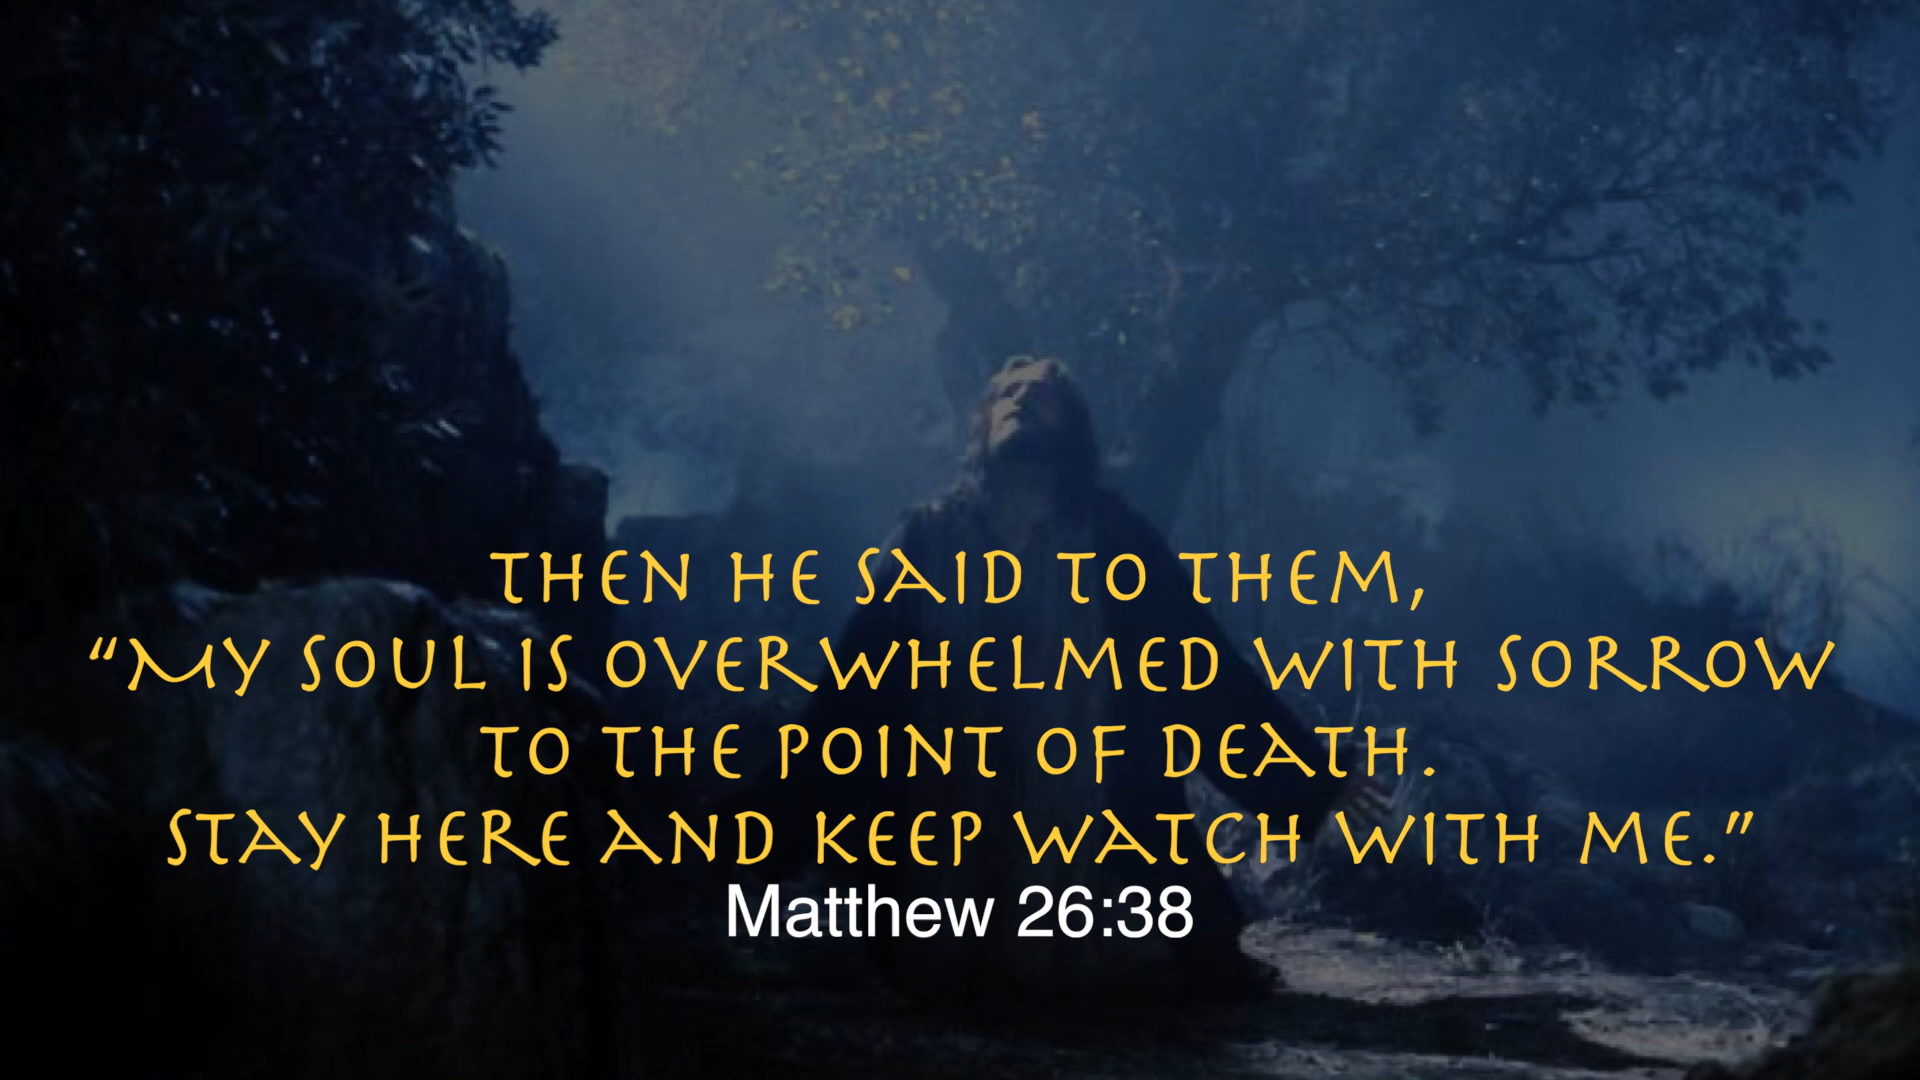 Then he said to them,
“My soul is overwhelmed with sorrow
to the point of death.
Stay here and keep watch with me.”
Matthew 26:38